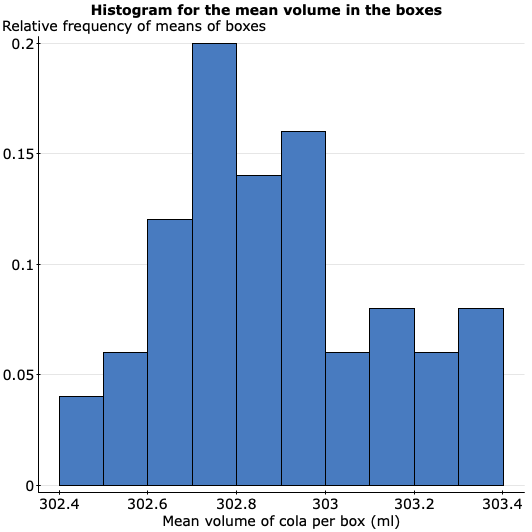 Histogram for the mean volume in the boxes
Relative frequency of means of boxes
0.2
0.15
0.1
0.05
0
302.4 302.6 302.8 303 303.2 303.4
Mean volume of cola per box (ml)